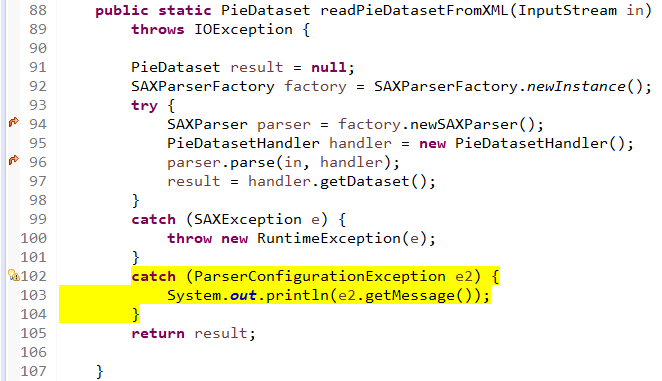 88 public static PieDataset readPieDatasetFromXML(InputStream in)
89 throws IOException {
90
91 PieDataset result = null;
92 SAXParserFactory factory = SAXParserFactory.newInstance();
93 try {
94 SAXParser parser = factory.newSAXParser();
95 PieDatasetHandler handler = new PieDatasetHandler();
96 parser.parse(in, handler);
97 result = handler.getDataset();
98 }
99 catch (SAXException e) {
100 throw new RuntimeException(e);
101 }
102 catch (ParserConfigurationException e2) {
103 System.out.println(e2.getMessage());
104 }
105 return result;
106
107 }